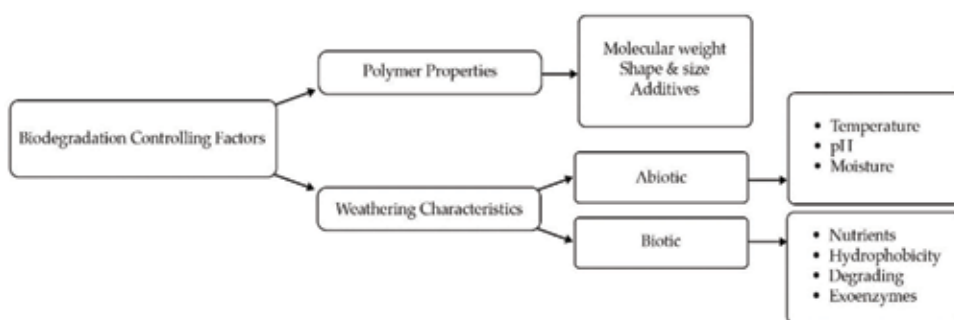 Biodegradation Controlling Factors
Polymer Properties
Molecular weight
Shape & size
Additives
Weathering Characteristics
Abiotic
• Temperature
• pH
• Moisture
Biotic
• Nutrients
• Hydrophobicity
• Degrading
• Exoenzymes